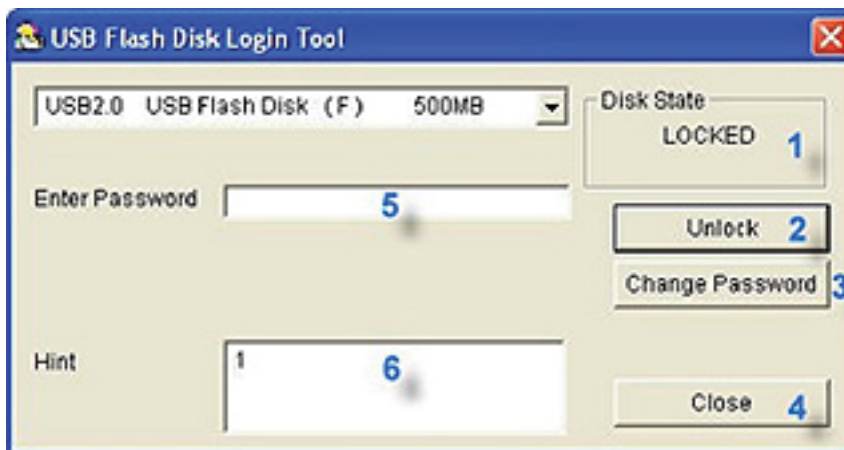 USB Flash Disk Login Tool
USB2.0 USB Flash Disk (F) 500MB
Disk State
LOCKED 1
Enter Password 5
Unlock 2
Change Password 3
Hint 1 6
Close 4